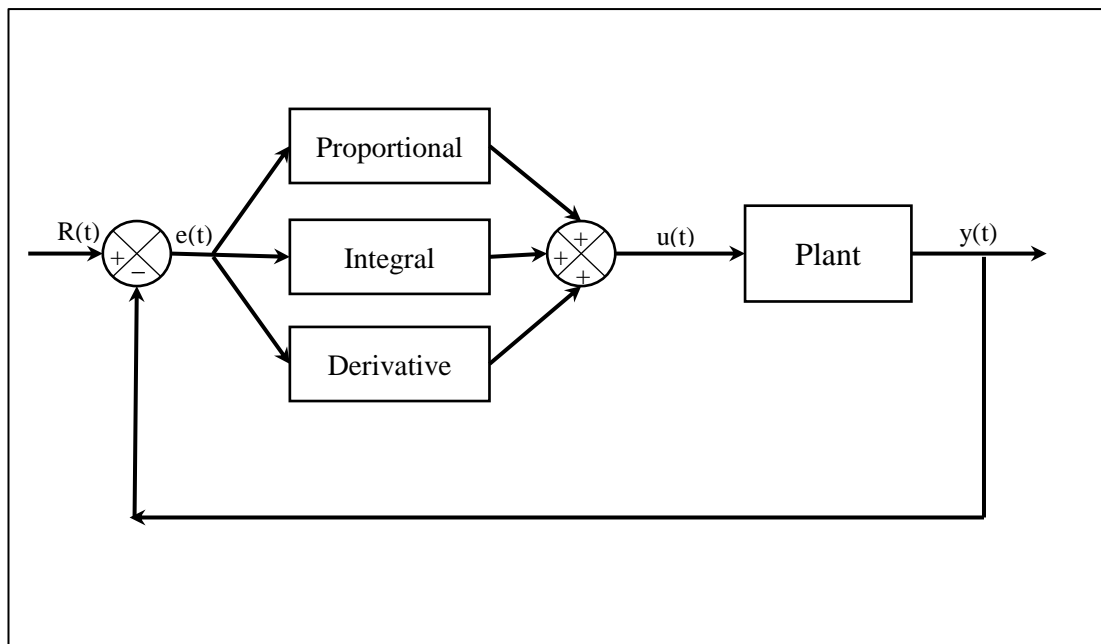 Proportional
R(t)
+
−
e(t)
Integral
+
+
+
u(t)
Plant
y(t)
Derivative